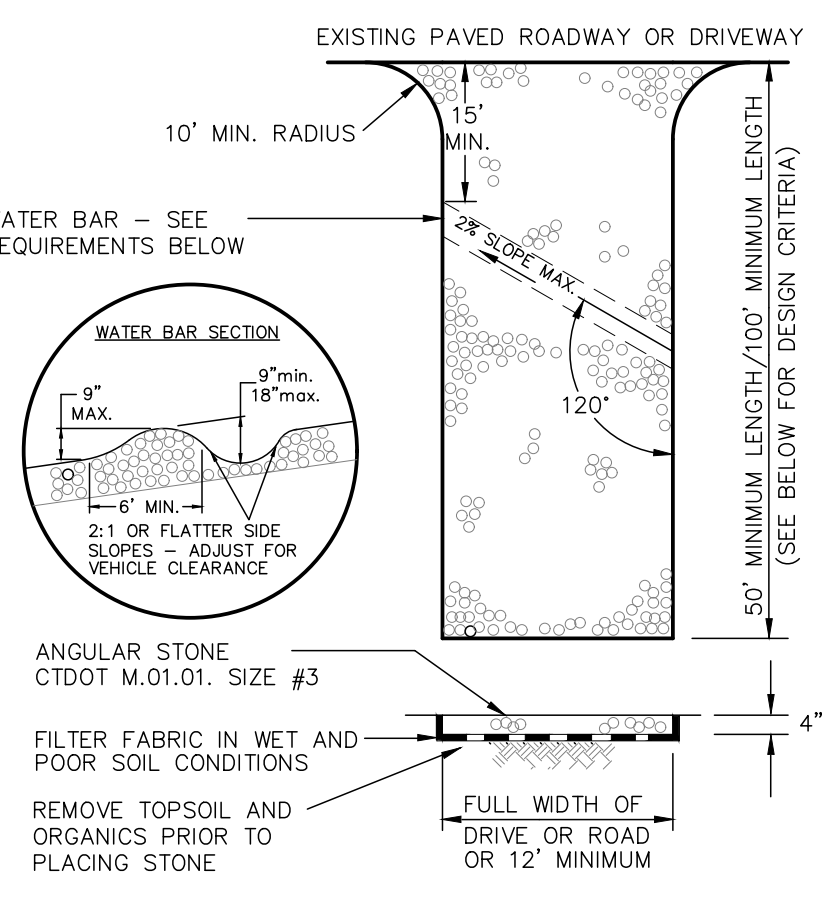 EXISTING PAVED ROADWAY OR DRIVEWAY
10' MIN. RADIUS
15'
MIN.
ATER BAR – SEE
EQUIREMENTS BELOW
2% SLOPE MAX.
120°
50' MINIMUM LENGTH/100' MINIMUM LENGTH
(SEE BELOW FOR DESIGN CRITERIA)
WATER BAR SECTION
9"
MAX.
9"min.
18"max.
6' MIN.
2:1 OR FLATTER SIDE
SLOPES – ADJUST FOR
VEHICLE CLEARANCE
ANGULAR STONE
CTDOT M.01.01. SIZE #3
4"
FILTER FABRIC IN WET AND
POOR SOIL CONDITIONS
REMOVE TOPSOIL AND
ORGANICS PRIOR TO
PLACING STONE
FULL WIDTH OF
DRIVE OR ROAD
OR 12' MINIMUM